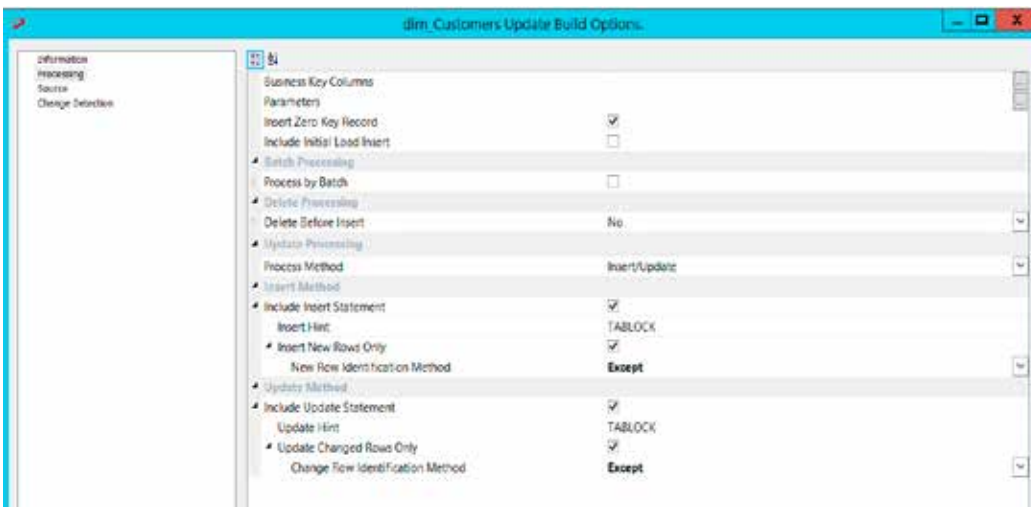 dim_Customers Update Build Options.
Information
Processing
Source
Change Detection
Business Key Columns
Parameters
Insert Zero Key Record
Include Initial Load Insert
Batch Processing
Process by Batch
Delete Processing
Delete Before Insert No
Update Processing
Process Method Insert/Update
Insert Method
Include Insert Statement
Insert Hint TABLOCK
Insert New Rows Only
New Row Identification Method Except
Update Method
Include Update Statement
Update Hint TABLOCK
Update Changed Rows Only
Change Row Identification Method Except